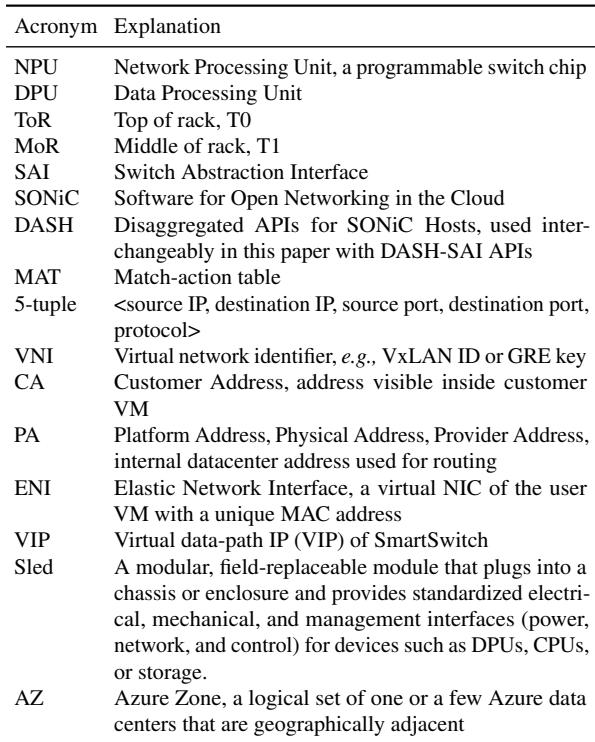 Acronym Explanation
NPU Network Processing Unit, a programmable switch chip
DPU Data Processing Unit
ToR Top of rack, T0
MoR Middle of rack, T1
SAI Switch Abstraction Interface
SONiC Software for Open Networking in the Cloud
DASH Disaggregated APIs for SONiC Hosts, used inter-
changeably in this paper with DASH-SAI APIs
MAT Match-action table
5-tuple <source IP, destination IP, source port, destination port,
protocol>
VNI Virtual network identifier, e.g., VxLAN ID or GRE key
CA Customer Address, address visible inside customer
VM
PA Platform Address, Physical Address, Provider Address,
internal datacenter address used for routing
ENI Elastic Network Interface, a virtual NIC of the user
VM with a unique MAC address
VIP Virtual data-path IP (VIP) of SmartSwitch
Sled A modular, field-replaceable module that plugs into a
chassis or enclosure and provides standardized electri-
cal, mechanical, and management interfaces (power,
network, and control) for devices such as DPUs, CPUs,
or storage.
AZ Azure Zone, a logical set of one or a few Azure data
centers that are geographically adjacent